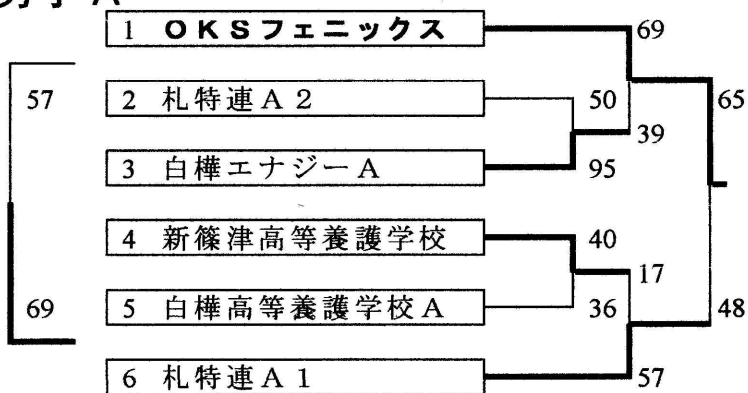 1 OKSフェニックス 69
57 2 札特連A2 50 65
39
3 白樺エナジーA 95
4 新篠津高等養護学校 40
17
69 5 白樺高等養護学校A 36 48
6 札特連A1 57